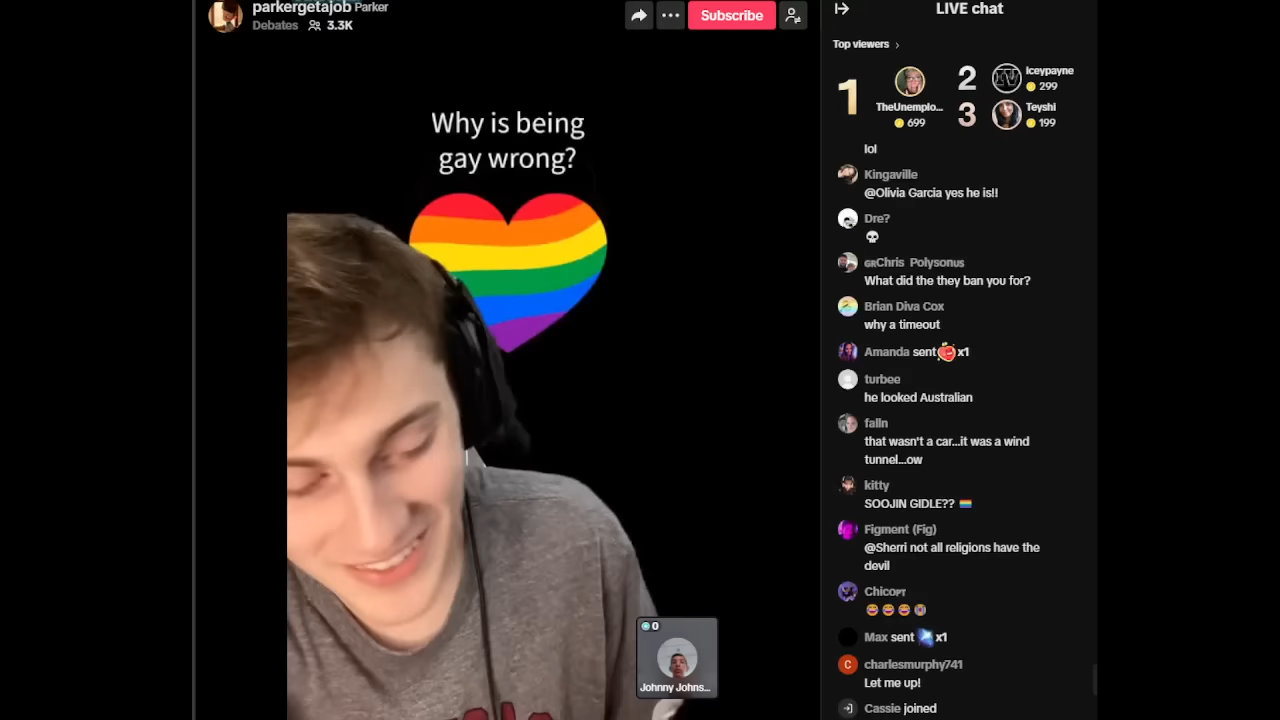 parkergetajob Parker
Debates 3.3K
Subscribe
Why is being
gay wrong?
0
Johnny Johns...
LIVE chat
Top viewers
1
TheUnemplo...
699
2
iceypayne
299
3
Teyshi
199
lol
Kingaville
@Olivia Garcia yes he is!!
Dre?
💀
ɢʀChris Polysonus
What did the they ban you for?
Brian Diva Cox
why a timeout
Amanda sent x1
turbee
he looked Australian
falln
that wasn't a car...it was a wind
tunnel...ow
kitty
SOOJIN GIDLE?? 🏳️‍🌈
Figment (Fig)
@Sherri not all religions have the
devil
Chicoᴘᴛ
Max sent x1
C
charlesmurphy741
Let me up!
Cassie joined